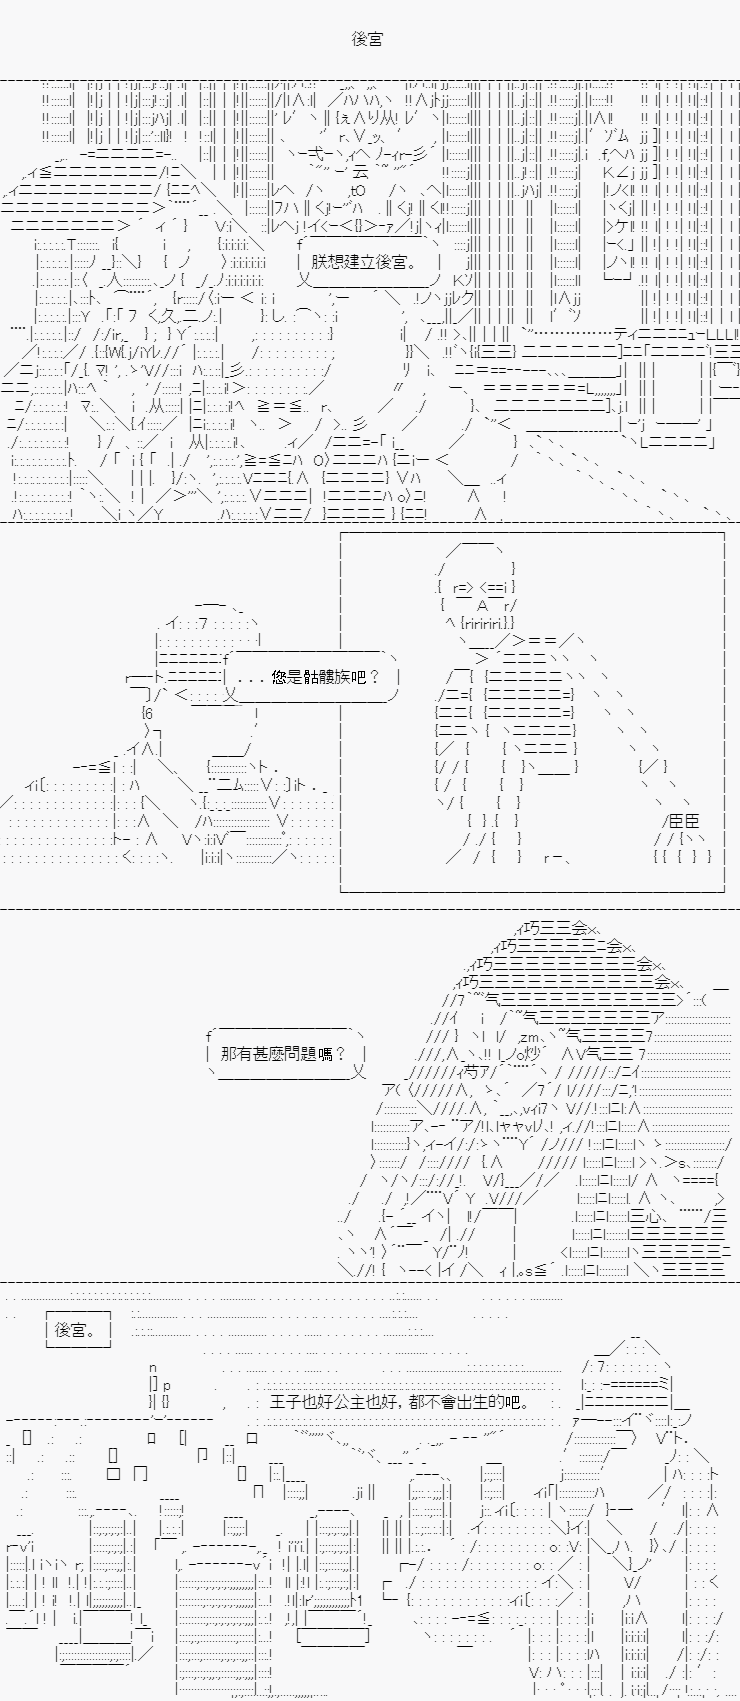 後宮
朕想建立後宮。
...您是骷髏族吧？
那有甚麼問題嗎？
後宮。
王子也好公主也好，都不會出生的吧。